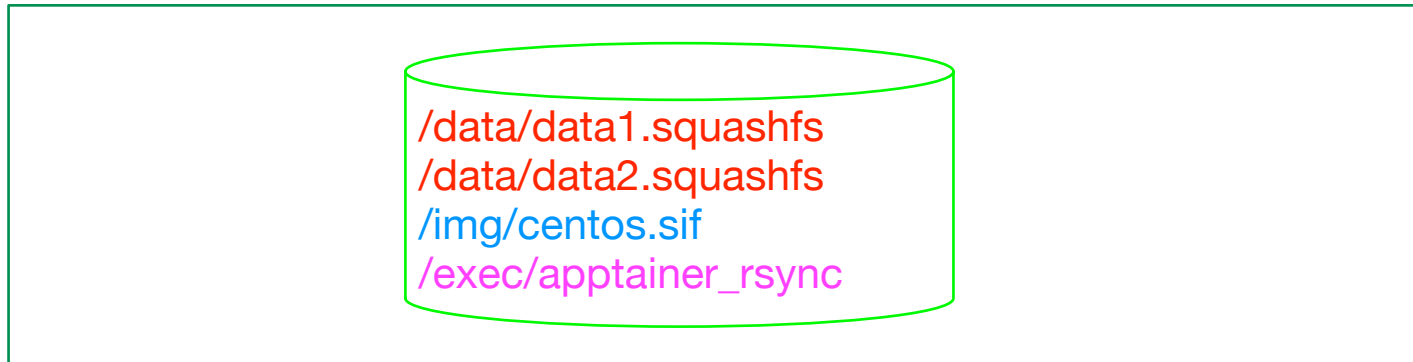 /data/data1.squashfs
/data/data2.squashfs
/img/centos.sif
/exec/apptainer_rsync